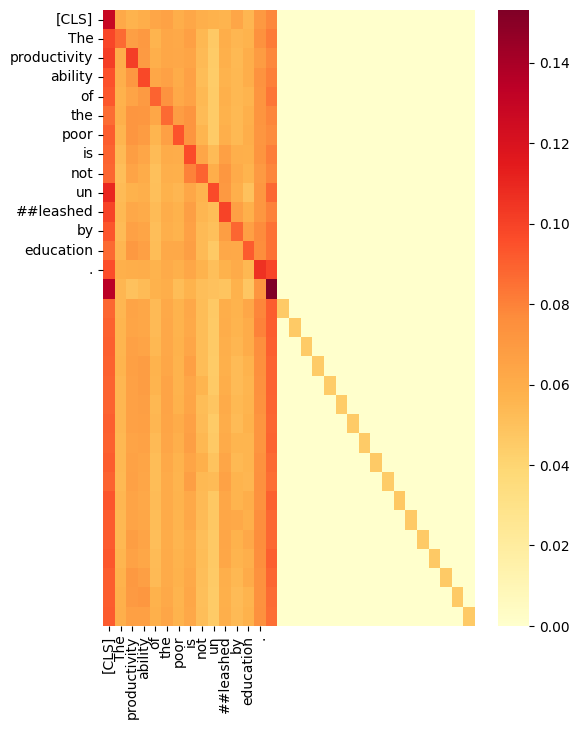 [CLS]
The
productivity
ability
of
the
poor
is
not
un
##leashed
by
education
.
0.14
0.12
0.10
0.08
0.06
0.04
0.02
0.00
[CLS]
The
productivity
ability
of
the
poor
is
not
un
##leashed
by
education
.